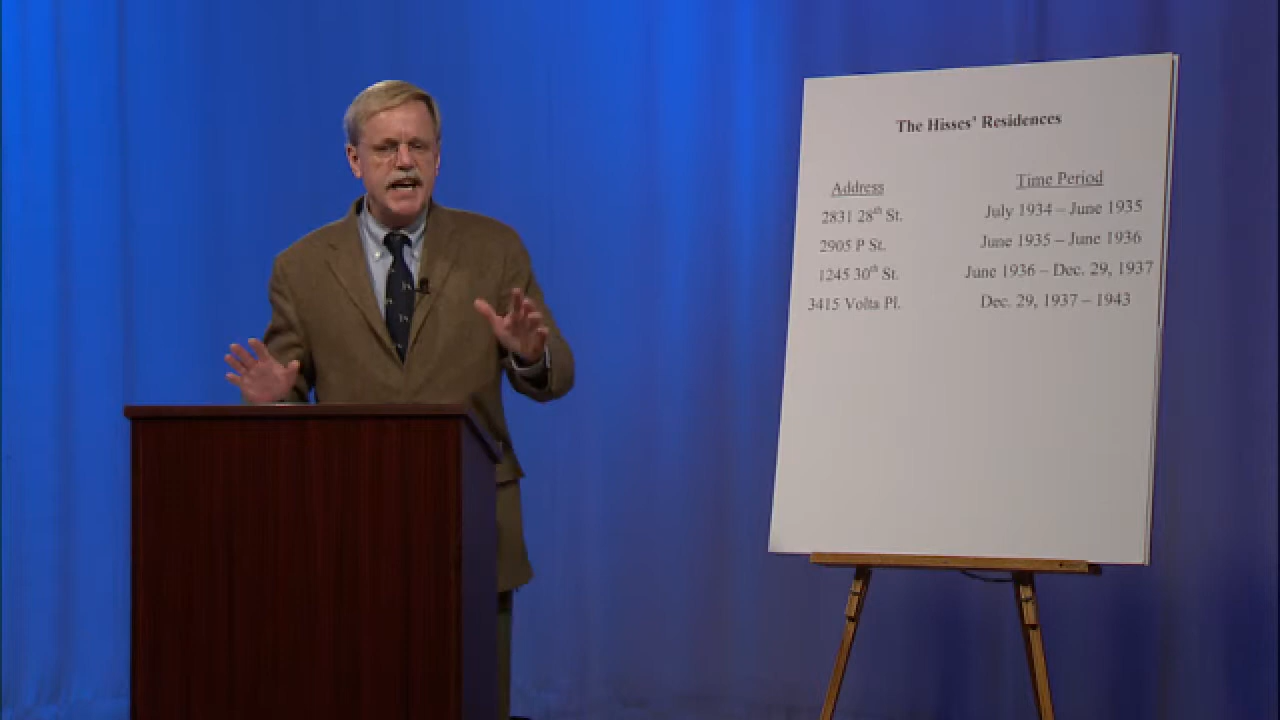 The Hisses' Residences
Address Time Period
2831 28th St. July 1934 – June 1935
2905 P St. June 1935 – June 1936
1245 30th St. June 1936 – Dec. 29, 1937
3415 Volta Pl. Dec. 29, 1937 – 1943